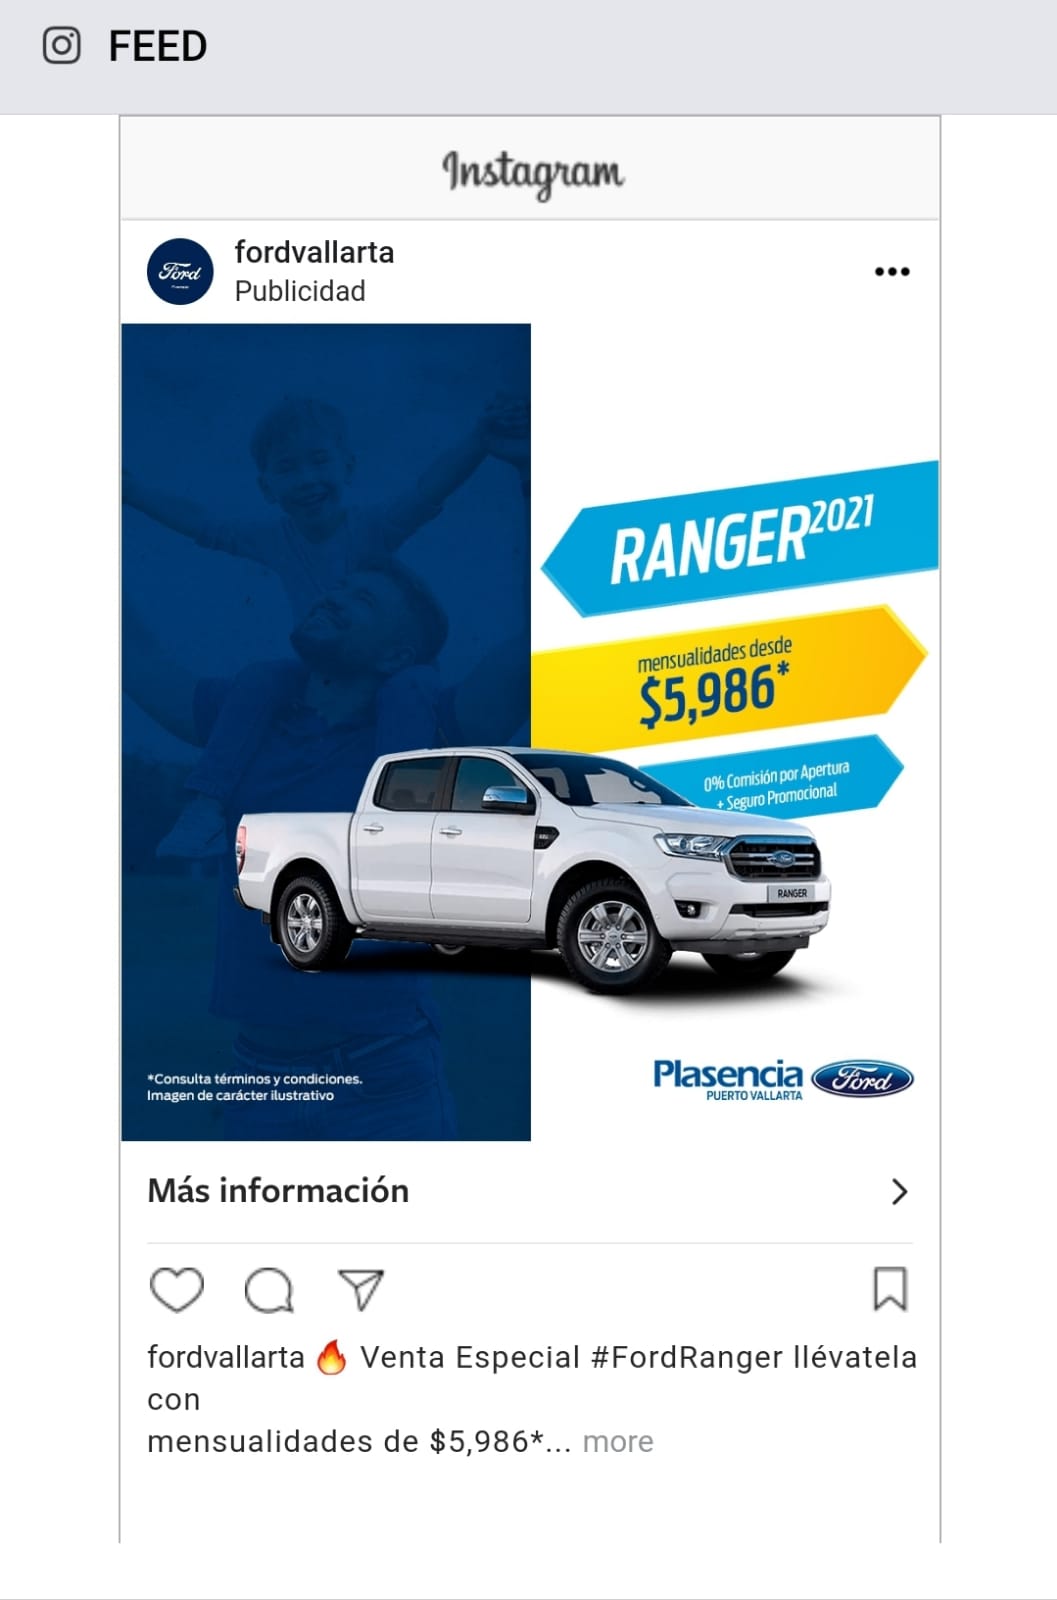 FEED
Instagram
Ford
fordvallarta
Publicidad
RANGER2021
mensualidades desde
$5,986*
0% Comisión por Apertura
+ Seguro Promocional
Ford
RANGER
*Consulta términos y condiciones.
Imagen de carácter ilustrativo
Plasencia
PUERTO VALLARTA
Ford
Más información
fordvallarta 🔥 Venta Especial #FordRanger llévatela
con
mensualidades de $5,986*... more